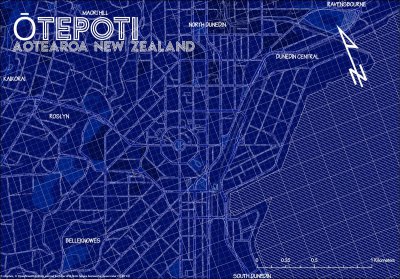 MAORI HILL
RAVENSBOURNE
ŌTEPOTI
NORTH DUNEDIN
AOTEAROA NEW ZEALAND
DUNEDIN CENTRAL
N
KAIKORAI
ROSLYN
BELLEKNOWES
0 0.25 0.5 1 Kilometers
SOUTH DUNEDIN